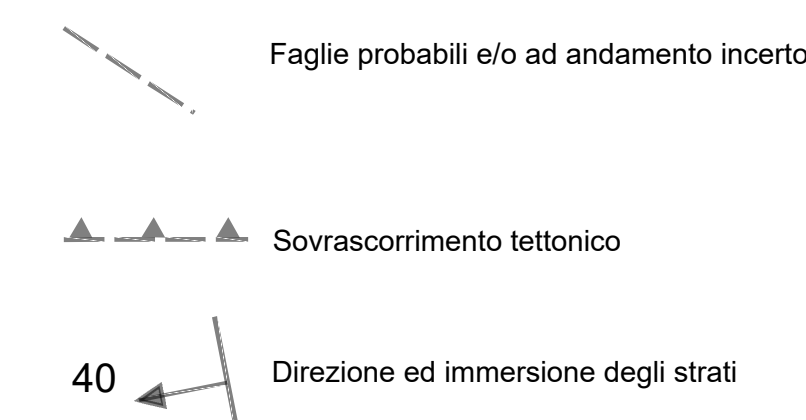 Faglie probabili e/o ad andamento incerto
Sovrascorrimento tettonico
40 Direzione ed immersione degli strati